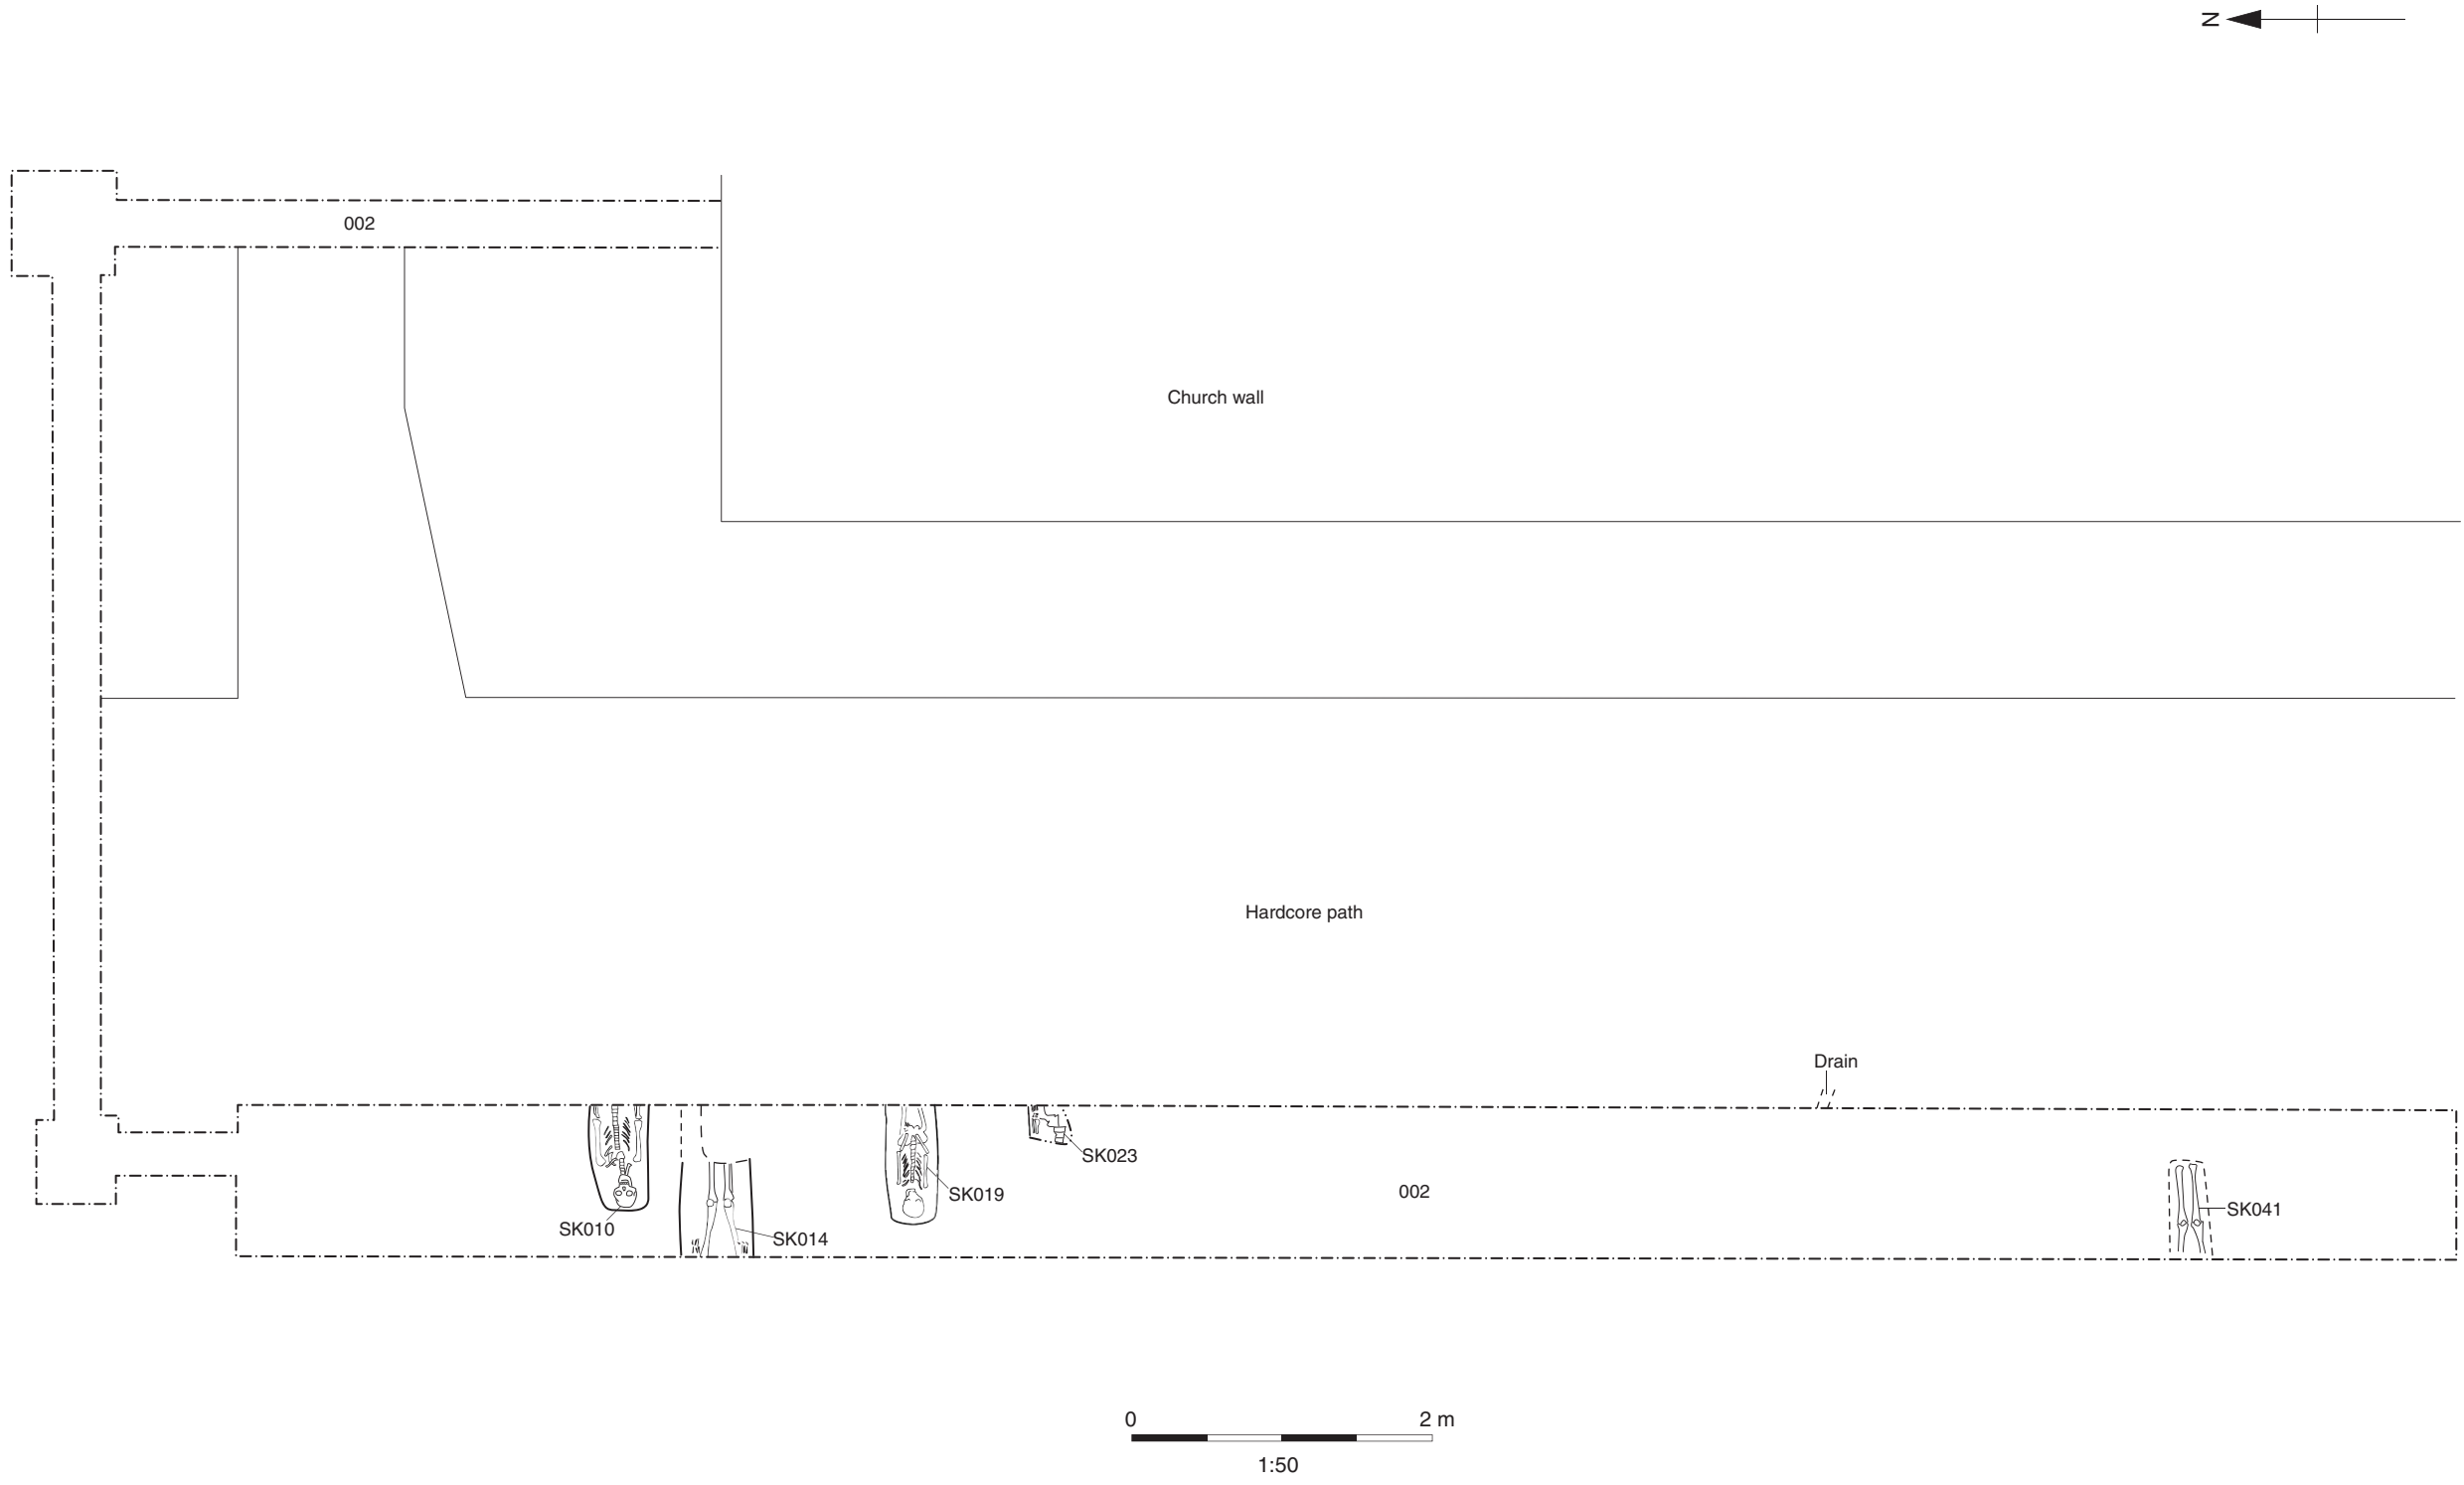 N
002
Church wall
Hardcore path
Drain
SK023
SK019
002
SK041
SK010
SK014
0 2 m
1:50